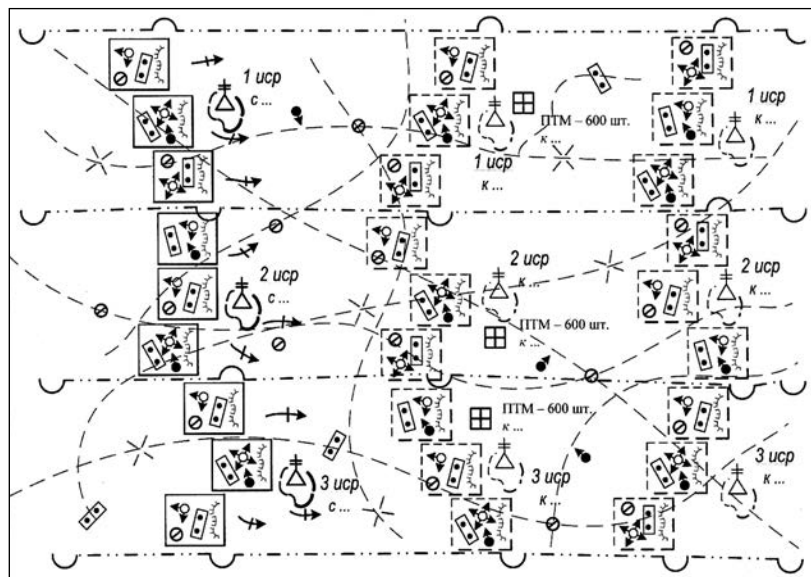 1 иср
с ...
ПТМ – 600 шт.
к ...
1 иср
к ...
1 иср
к ...
2 иср
с ...
2 иср
к ...
ПТМ – 600 шт.
к ...
2 иср
к ...
ПТМ – 600 шт.
к ...
3 иср
с ...
3 иср
к ...
3 иср
к ...